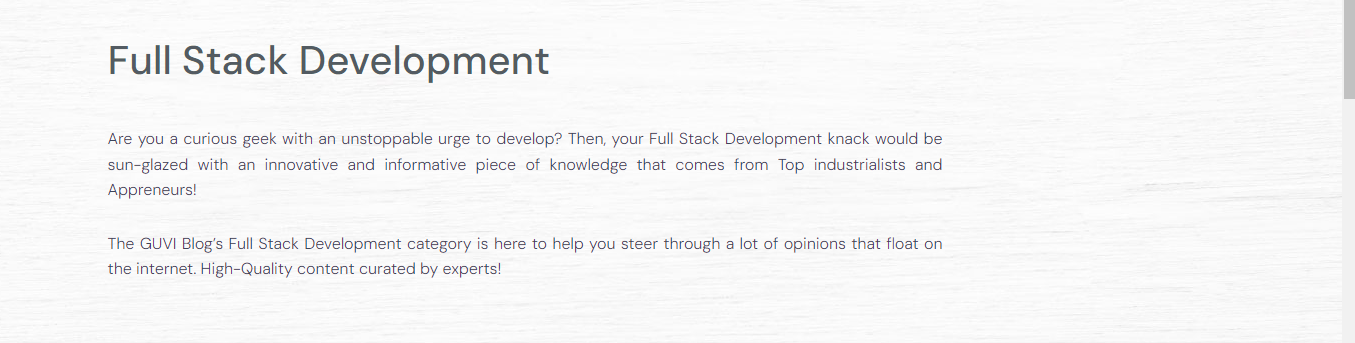 Full Stack Development
Are you a curious geek with an unstoppable urge to develop? Then, your Full Stack Development knack would be
sun-glazed with an innovative and informative piece of knowledge that comes from Top industrialists and
Appreneurs!
The GUVI Blog’s Full Stack Development category is here to help you steer through a lot of opinions that float on
the internet. High-Quality content curated by experts!